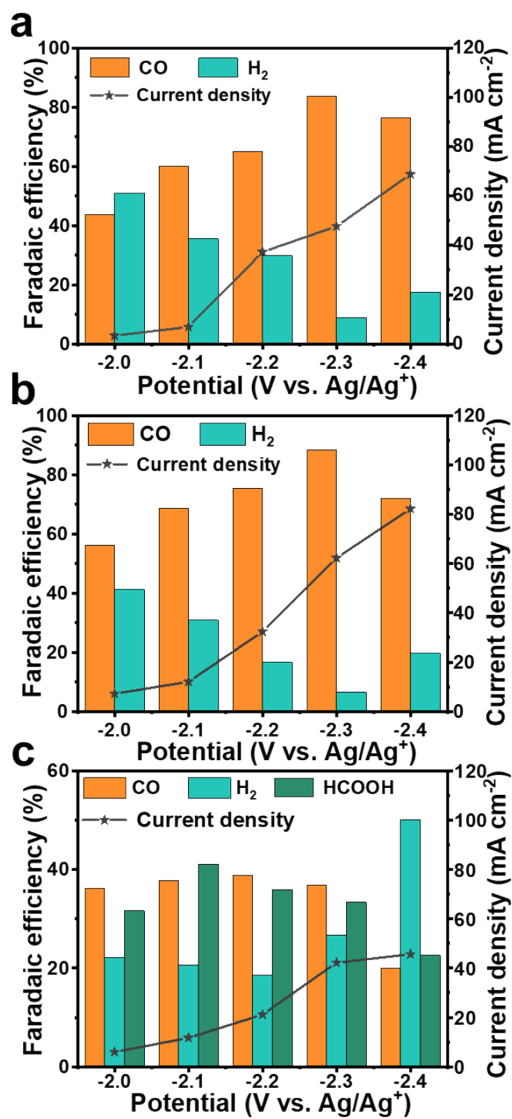 a
100
80
60
40
20
0
Faradaic efficiency (%)
CO
H₂
Current density
120
100
80
60
40
20
0
Current density (mA cm⁻²)
-2.0 -2.1 -2.2 -2.3 -2.4
Potential (V vs. Ag/Ag⁺)
b
100
80
60
40
20
0
Faradaic efficiency (%)
CO
H₂
Current density
120
100
80
60
40
20
0
Current density (mA cm⁻²)
-2.0 -2.1 -2.2 -2.3 -2.4
Potential (V vs. Ag/Ag⁺)
c
60
40
20
0
Faradaic efficiency (%)
CO
H₂
HCOOH
Current density
120
100
80
60
40
20
0
Current density (mA cm⁻²)
-2.0 -2.1 -2.2 -2.3 -2.4
Potential (V vs. Ag/Ag⁺)